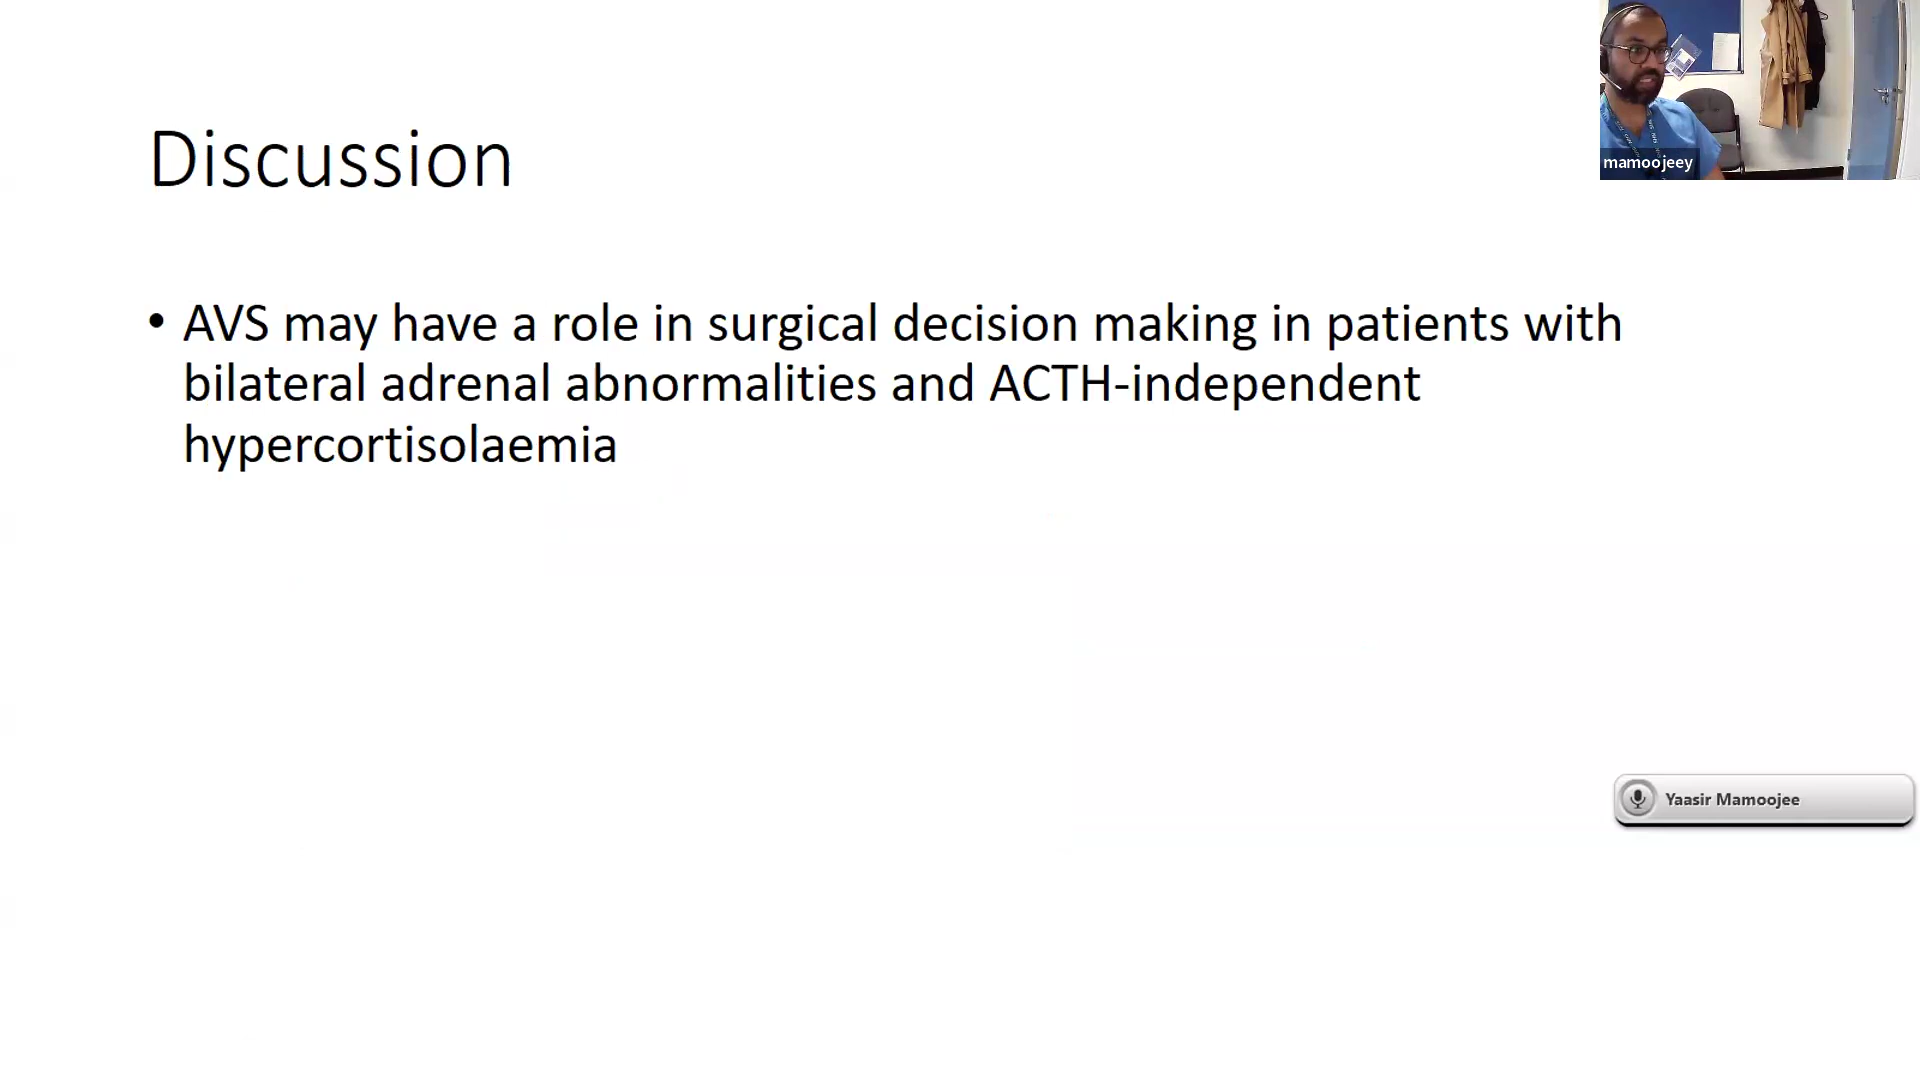 mamoojeey
Discussion
• AVS may have a role in surgical decision making in patients with
bilateral adrenal abnormalities and ACTH-independent
hypercortisolaemia
Yaasir Mamoojee